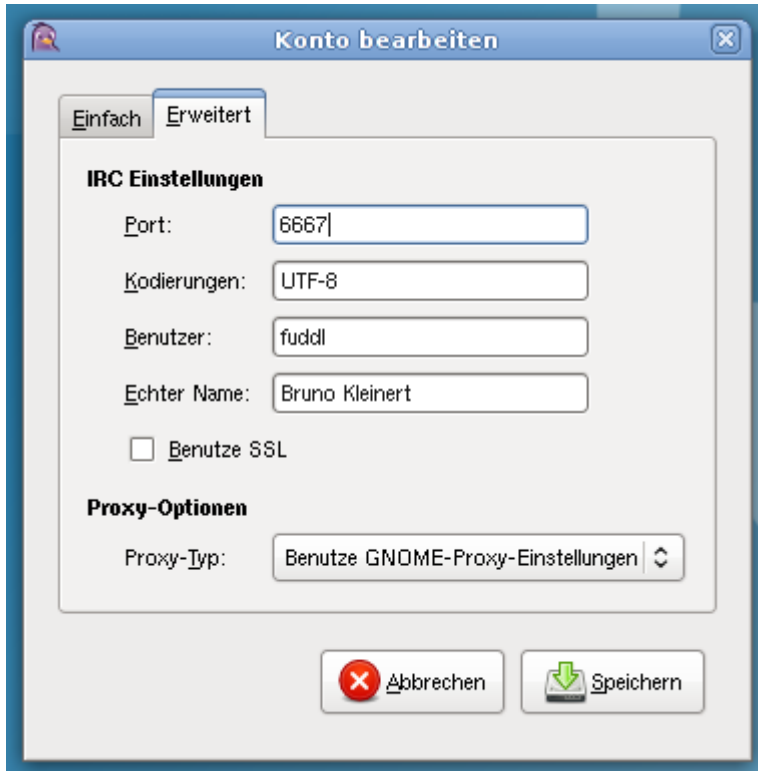 Konto bearbeiten
Einfach Erweitert
IRC Einstellungen
Port: 6667
Kodierungen: UTF-8
Benutzer: fuddl
Echter Name: Bruno Kleinert
Benutze SSL
Proxy-Optionen
Proxy-Typ: Benutze GNOME-Proxy-Einstellungen
Abbrechen Speichern